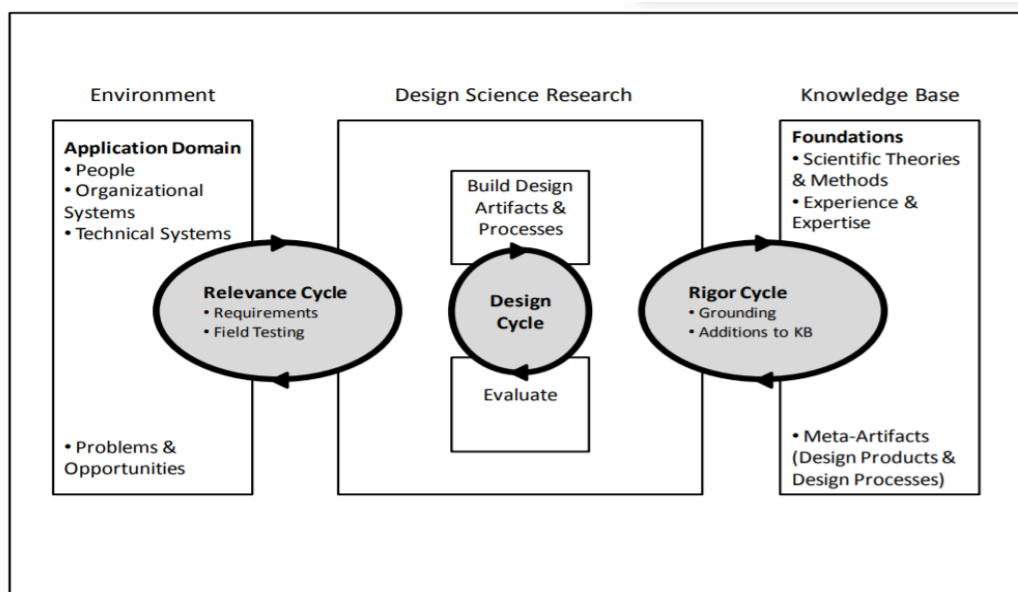 Environment
Design Science Research
Knowledge Base
Application Domain
• People
• Organizational
Systems
• Technical Systems
• Problems &
Opportunities
Relevance Cycle
• Requirements
• Field Testing
Build Design
Artifacts &
Processes
Design
Cycle
Evaluate
Rigor Cycle
• Grounding
• Additions to KB
Foundations
• Scientific Theories
& Methods
• Experience &
Expertise
• Meta-Artifacts
(Design Products &
Design Processes)